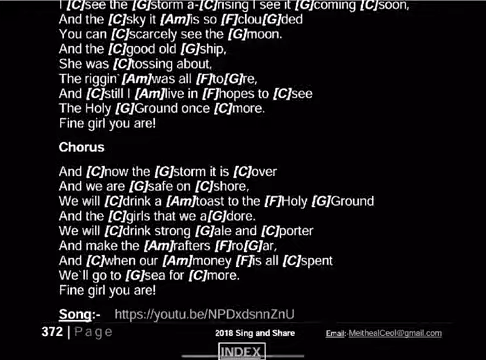 I [C]see the [G]storm a-[C]rising I see it [G]coming [C]soon,
And the [C]sky it [Am]is so [F]clou[G]ded
You can [C]scarcely see the [G]moon.
And the [C]good old [G]ship,
She was [C]tossing about,
The riggin` [Am]was all [F]to[G]re,
And [C]still I [Am]live in [F]hopes to [C]see
The Holy [G]Ground once [C]more.
Fine girl you are!
Chorus
And [C]now the [G]storm it is [C]over
And we are [G]safe on [C]shore,
We will [C]drink a [Am]toast to the [F]Holy [G]Ground
And the [C]girls that we a[G]dore.
We will [C]drink strong [G]ale and [C]porter
And make the [Am]rafters [F]ro[G]ar,
And [C]when our [Am]money [F]is all [C]spent
We`ll go to [G]sea for [C]more.
Fine girl you are!
Song:- https://youtu.be/NPDxdsnnZnU
372 | Page 2018 Sing and Share Email:-MeithealCeol@gmail.com
INDEX